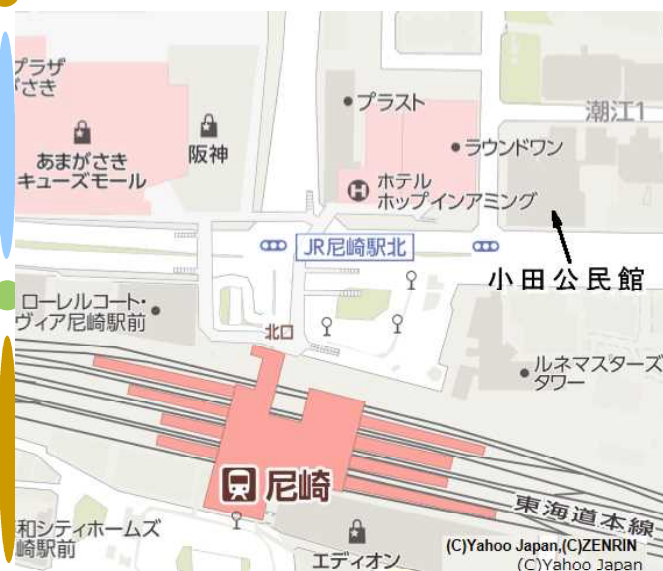 プラザ
がさき
プラスト
潮江1
阪神
ラウンドワン
あまがさき
キューズモール
H
ホテル
ホップインアミング
JR尼崎駅北
小田公民館
ローレルコート・
ヴィア尼崎駅前
北口
ルネマスターズ
タワー
尼崎
東海道本線
和シティホームズ
崎駅前
エディオン
(C)Yahoo Japan,(C)ZENRIN
(C)Yahoo Japan